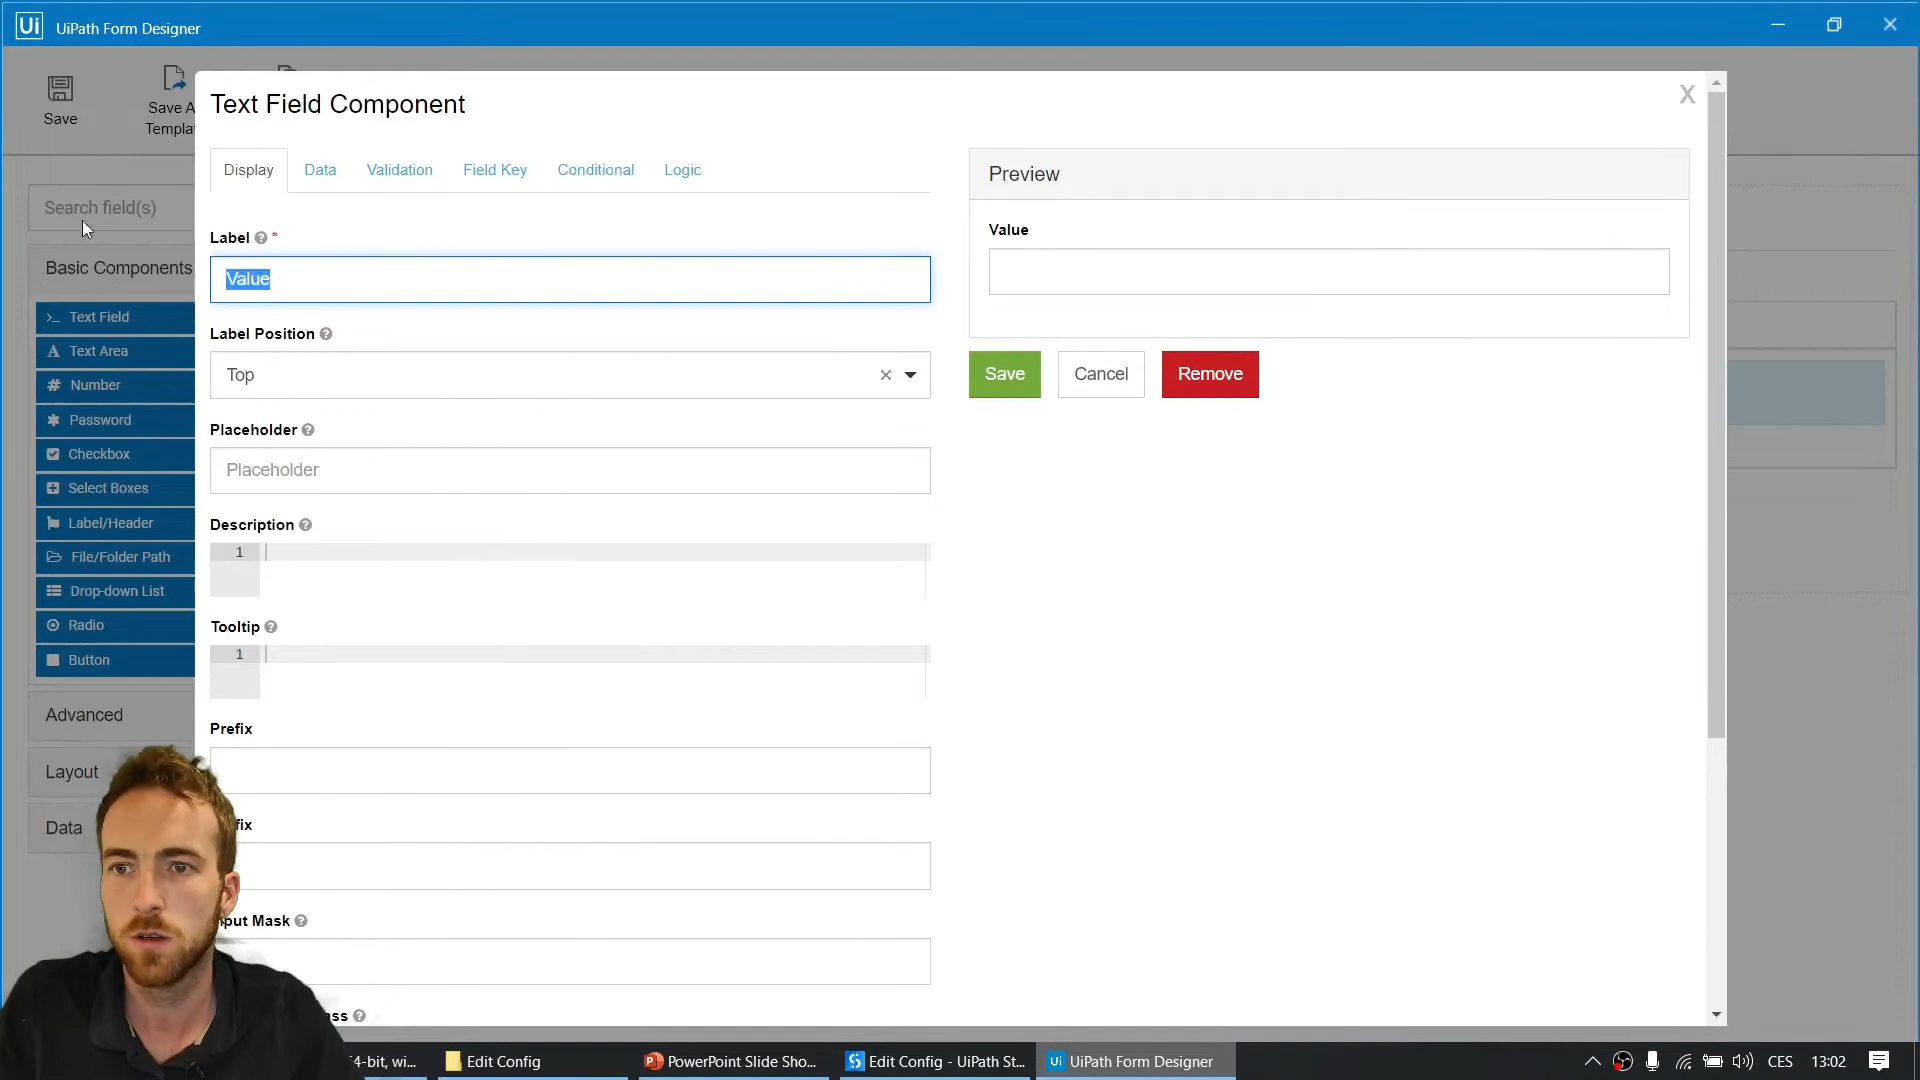 Ui UiPath Form Designer
Save
Save A
Templat
Text Field Component
X
Display Data Validation Field Key Conditional Logic
Search field(s)
Basic Components
>_ Text Field
A Text Area
# Number
Password
Checkbox
Select Boxes
Label/Header
File/Folder Path
Drop-down List
Radio
Button
Advanced
Layout
Data
Label ? *
Value
Label Position ?
Top
Placeholder ?
Placeholder
Description ?
1
Tooltip ?
1
Prefix
fix
put Mask ?
ass ?
Preview
Value
Save Cancel Remove
4-bit, wi...
Edit Config
PowerPoint Slide Sho...
Edit Config - UiPath St...
Ui UiPath Form Designer
CES
13:02